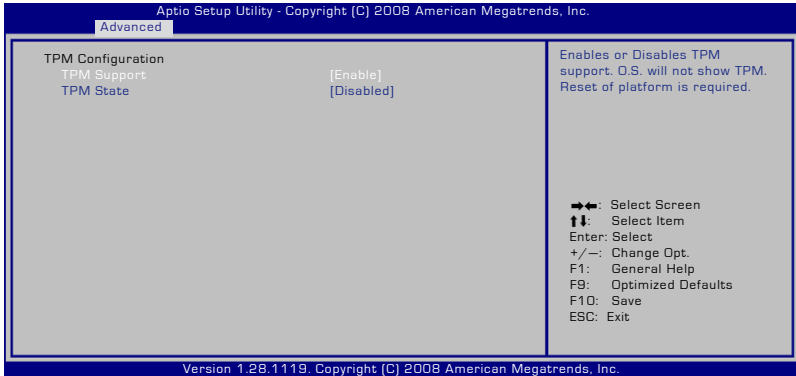 Aptio Setup Utility - Copyright (C) 2008 American Megatrends, Inc.
Advanced
TPM Configuration
TPM Support [Enable]
TPM State [Disabled]
Enables or Disables TPM
support. O.S. will not show TPM.
Reset of platform is required.
→←: Select Screen
↑↓: Select Item
Enter: Select
+/—: Change Opt.
F1: General Help
F9: Optimized Defaults
F10: Save
ESC: Exit
Version 1.28.1119. Copyright (C) 2008 American Megatrends, Inc.